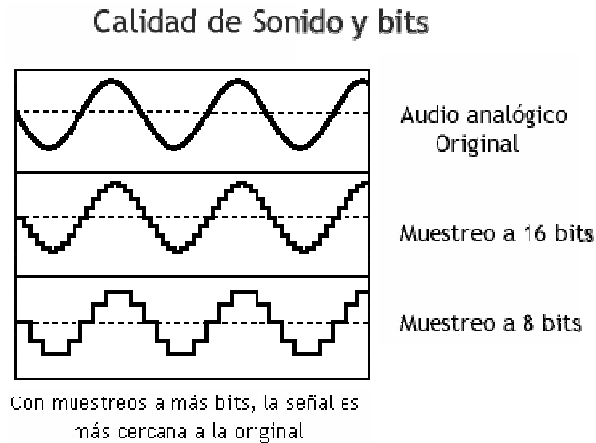 Calidad de Sonido y bits
Audio analógico
Original
Muestreo a 16 bits
Muestreo a 8 bits
Con muestreos a más bits, la señal es
más cercana a la original